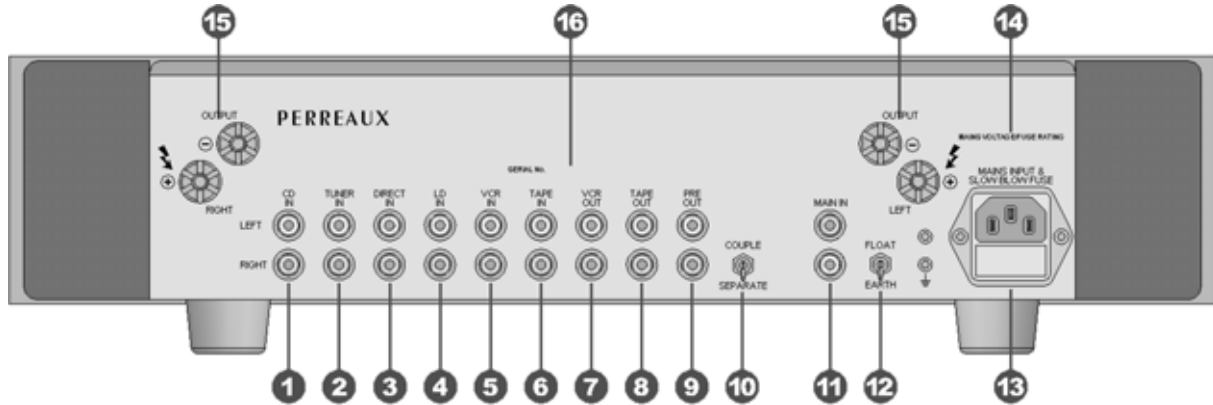 15 16 15 14
OUTPUT PERREAUX OUTPUT
MAINS VOLTAGE/FUSE RATING
SERIAL No.
MAINS INPUT &
SLOW BLOW FUSE
CD IN TUNER IN DIRECT IN LD IN VCR IN TAPE IN VCR OUT TAPE OUT PRE OUT
RIGHT LEFT
LEFT MAIN IN
COUPLE FLOAT
RIGHT
SEPARATE EARTH
1 2 3 4 5 6 7 8 9 10 11 12 13